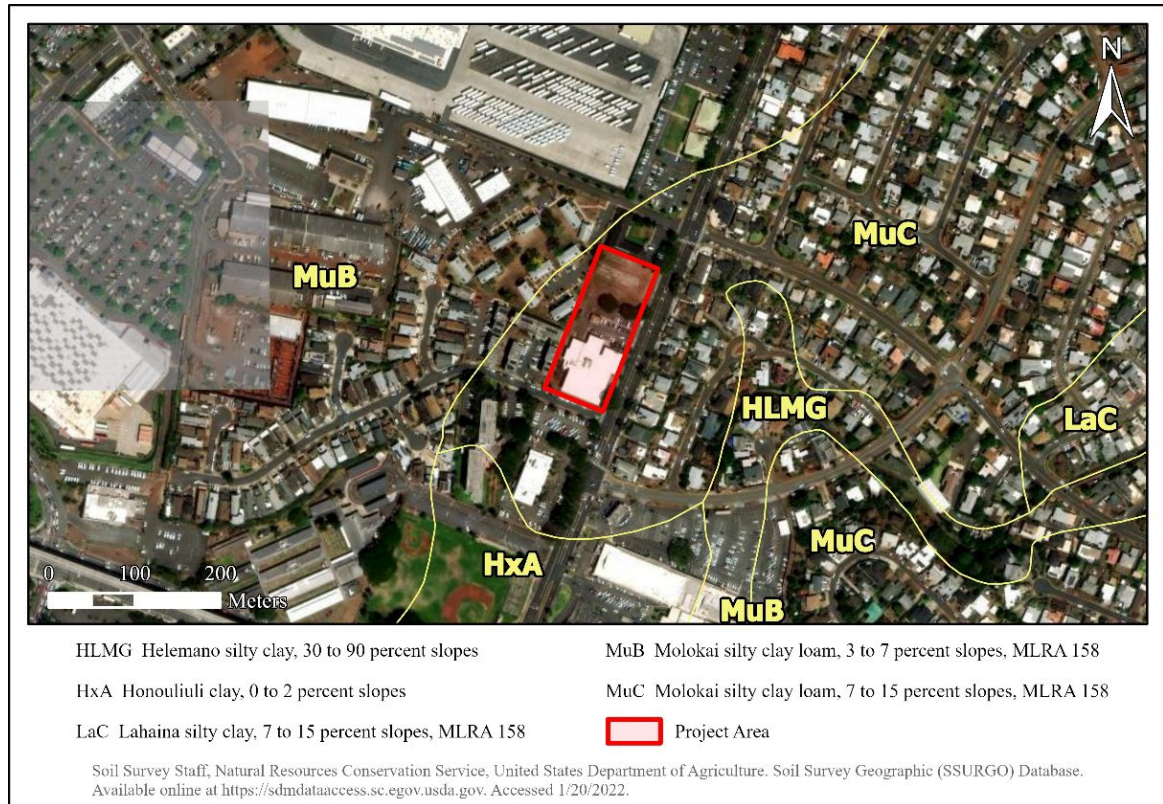 N
MuC
MuB
HLMG
LaC
MuC
HxA
MuB
0 100 200
Meters
HLMG Helemano silty clay, 30 to 90 percent slopes
HxA Honouliuli clay, 0 to 2 percent slopes
LaC Lahaina silty clay, 7 to 15 percent slopes, MLRA 158
MuB Molokai silty clay loam, 3 to 7 percent slopes, MLRA 158
MuC Molokai silty clay loam, 7 to 15 percent slopes, MLRA 158
Project Area
Soil Survey Staff, Natural Resources Conservation Service, United States Department of Agriculture. Soil Survey Geographic (SSURGO) Database.
Available online at https://sdmdataaccess.sc.egov.usda.gov. Accessed 1/20/2022.